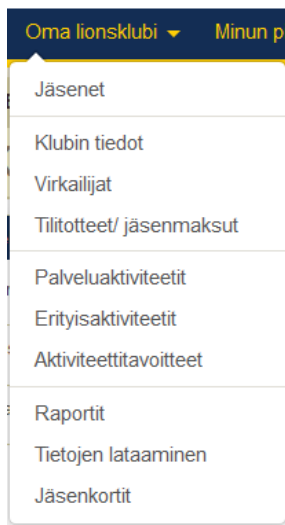 Oma lionsklubi Minun p
Jäsenet
Klubin tiedot
Virkailijat
Tilitotteet/ jäsenmaksut
Palveluaktiviteetit
Erityisaktiviteetit
Aktiviteettitavoitteet
Raportit
Tietojen lataaminen
Jäsenkortit